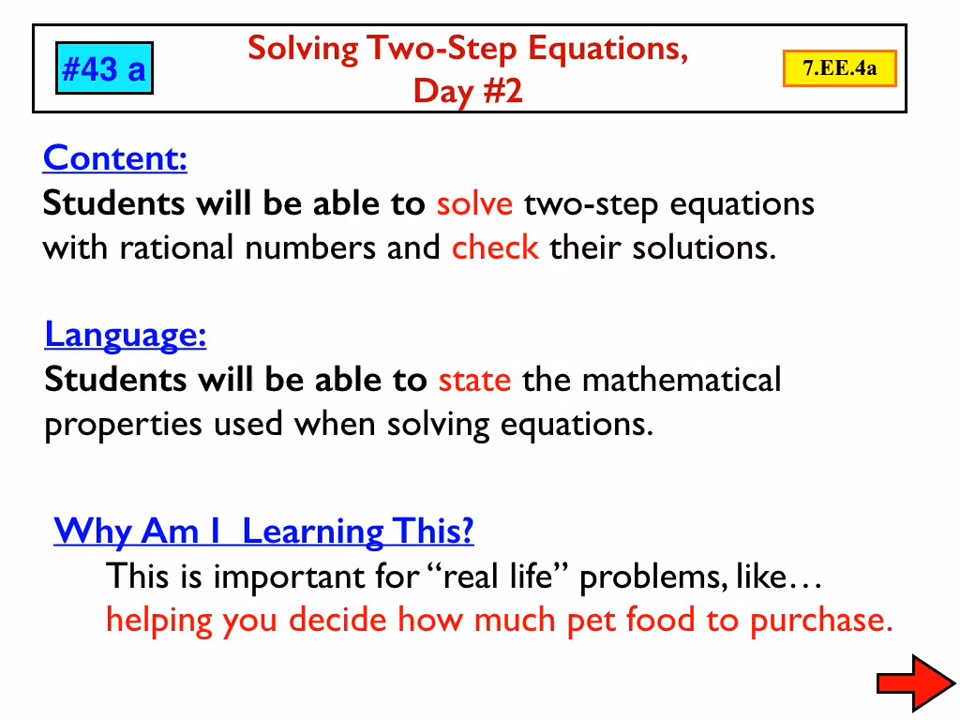 #43 a
Solving Two-Step Equations,
Day #2
7.EE.4a
Content:
Students will be able to solve two-step equations
with rational numbers and check their solutions.
Language:
Students will be able to state the mathematical
properties used when solving equations.
Why Am I Learning This?
This is important for “real life” problems, like…
helping you decide how much pet food to purchase.